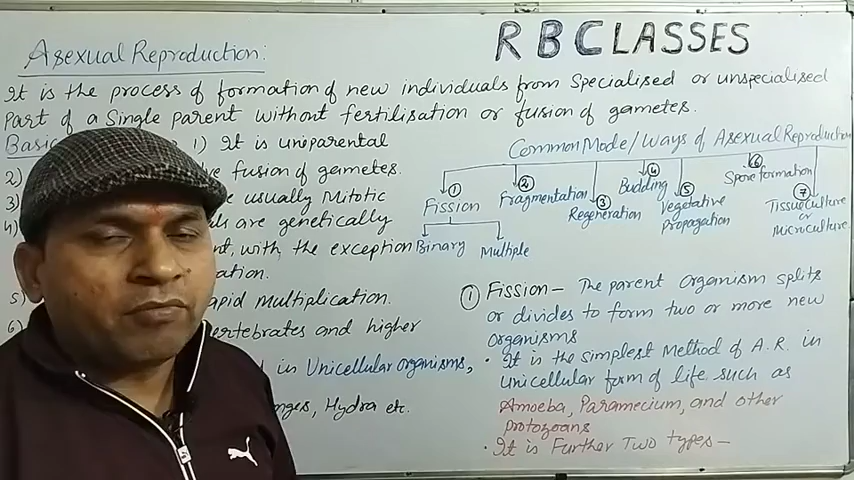 RBCLASSES
Asexual Reproduction:
It is the process of formation of new individuals from Specialised or unspecialised
Part of a Single parent without fertilisation or fusion of gametes.
1) It is uniparental
2) fusion of gametes.
3) usually Mitotic
4) are genetically
with the exception
5) rapid multiplication.
6) and higher
in Unicellular organisms,
Hydra etc.
Common Mode/Ways of Asexual Reproduction
① Fission
Binary Multiple
② Fragmentation
③ Regeneration
④ Budding
⑤ Vegetative
Propagation
⑥ Spore formation
⑦ Tissue Culture
or
Microculture.
① Fission – The parent organism splits
or divides to form two or more new
organisms
• It is the simplest Method of A.R. in
Unicellular form of life such as
Amoeba, Paramecium, and other
protozoans
• It is Further Two types –